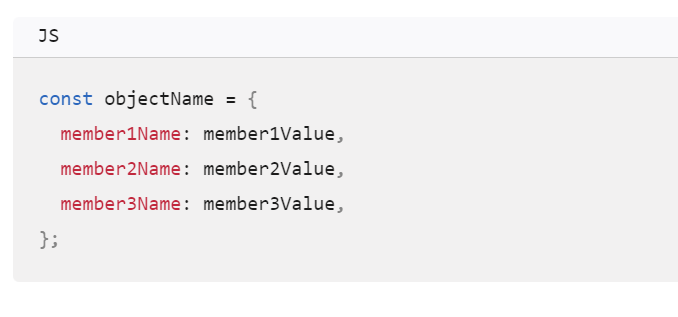 JS
const objectName = {
  member1Name: member1Value,
  member2Name: member2Value,
  member3Name: member3Value,
};